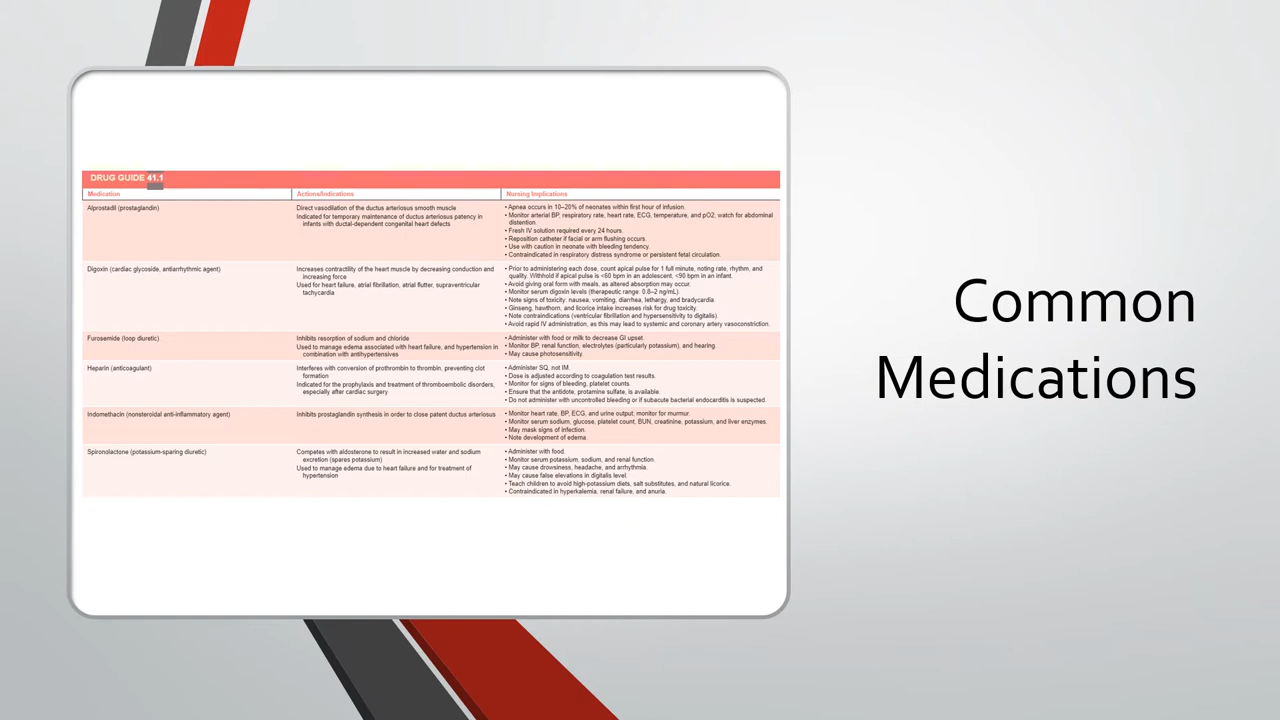 DRUG GUIDE 41.1
Medication
Actions/Indications
Nursing Implications
Alprostadil (prostaglandin)
Direct vasodilation of the ductus arteriosus smooth muscle
Indicated for temporary maintenance of ductus arteriosus patency in
infants with ductal-dependent congenital heart defects
• Apnea occurs in 10–20% of neonates within first hour of infusion.
• Monitor arterial BP, respiratory rate, heart rate, ECG, temperature, and pO2, watch for abdominal
distention.
• Fresh IV solution required every 24 hours.
• Reposition catheter if facial or arm flushing occurs.
• Use with caution in neonate with bleeding tendency.
• Contraindicated in respiratory distress syndrome or persistent fetal circulation.
Digoxin (cardiac glycoside, antiarrhythmic agent)
Increases contractility of the heart muscle by decreasing conduction and
increasing force
Used for heart failure, atrial fibrillation, atrial flutter, supraventricular
tachycardia
• Prior to administering each dose, count apical pulse for 1 full minute, noting rate, rhythm, and
quality. Withhold if apical pulse is <60 bpm in an adolescent, <90 bpm in an infant.
• Avoid giving oral form with meals, as altered absorption may occur.
• Monitor serum digoxin levels (therapeutic range: 0.8–2 ng/mL).
• Note signs of toxicity: nausea, vomiting, diarrhea, lethargy, and bradycardia.
• Ginseng, hawthorn, and licorice intake increases risk for drug toxicity.
• Note contraindications (ventricular fibrillation and hypersensitivity to digitalis).
• Avoid rapid IV administration, as this may lead to systemic and coronary artery vasoconstriction.
Furosemide (loop diuretic)
Inhibits resorption of sodium and chloride
Used to manage edema associated with heart failure, and hypertension in
combination with antihypertensives
• Administer with food or milk to decrease GI upset.
• Monitor BP, renal function, electrolytes (particularly potassium), and hearing.
• May cause photosensitivity.
Heparin (anticoagulant)
Interferes with conversion of prothrombin to thrombin, preventing clot
formation
Indicated for the prophylaxis and treatment of thromboembolic disorders,
especially after cardiac surgery
• Administer SQ, not IM.
• Dose is adjusted according to coagulation test results.
• Monitor for signs of bleeding, platelet counts
• Ensure that the antidote, protamine sulfate, is available.
• Do not administer with uncontrolled bleeding or if subacute bacterial endocarditis is suspected.
Indomethacin (nonsteroidal anti-inflammatory agent)
Inhibits prostaglandin synthesis in order to close patent ductus arteriosus
• Monitor heart rate, BP, ECG, and urine output; monitor for murmur.
• Monitor serum sodium, glucose, platelet count, BUN, creatinine, potassium, and liver enzymes.
• May mask signs of infection.
• Note development of edema.
Spironolactone (potassium-sparing diuretic)
Competes with aldosterone to result in increased water and sodium
excretion (spares potassium)
Used to manage edema due to heart failure and for treatment of
hypertension
• Administer with food.
• Monitor serum potassium, sodium, and renal function.
• May cause drowsiness, headache, and arrhythmia.
• May cause false elevations in digitalis level.
• Teach children to avoid high-potassium diets, salt substitutes, and natural licorice.
• Contraindicated in hyperkalemia, renal failure, and anuria.
Common
Medications